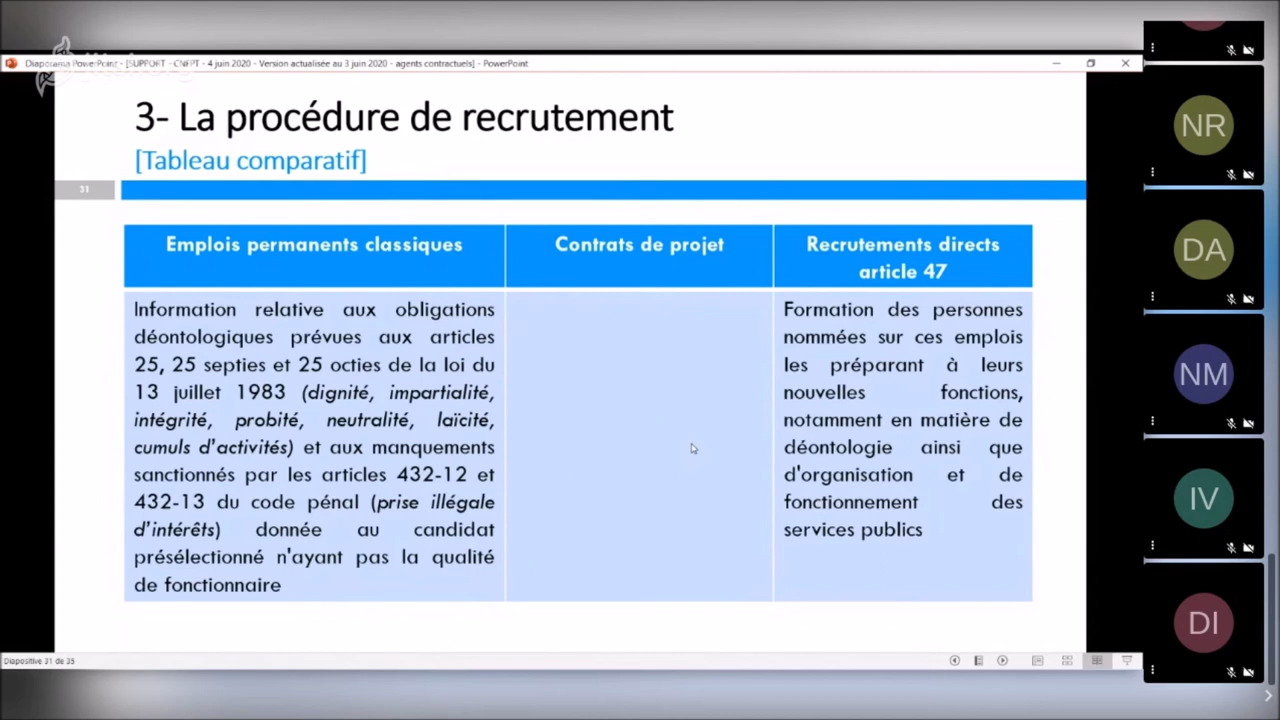 Diaporama PowerPoint - [SUPPORT - CNFPT - 4 juin 2020 - Version actualisée au 3 juin 2020 - agents contractuels] - PowerPoint
3- La procédure de recrutement
[Tableau comparatif]
31
Emplois permanents classiques
Contrats de projet
Recrutements directs
article 47
Information relative aux obligations
déontologiques prévues aux articles
25, 25 septies et 25 octies de la loi du
13 juillet 1983 (dignité, impartialité,
intégrité, probité, neutralité, laïcité,
cumuls d'activités) et aux manquements
sanctionnés par les articles 432-12 et
432-13 du code pénal (prise illégale
d'intérêts) donnée au candidat
présélectionné n'ayant pas la qualité
de fonctionnaire
Formation des personnes
nommées sur ces emplois
les préparant à leurs
nouvelles fonctions,
notamment en matière de
déontologie ainsi que
d'organisation et de
fonctionnement des
services publics
Diapositive 31 de 35
NR
DA
NM
IV
DI